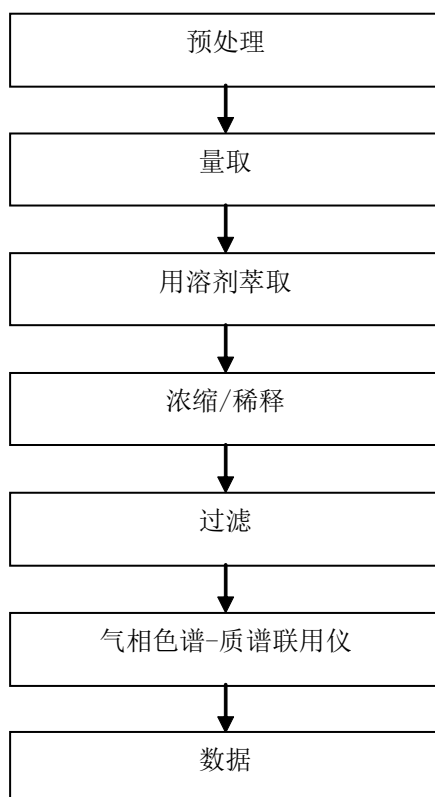 预处理
量取
用溶剂萃取
浓缩/稀释
过滤
气相色谱-质谱联用仪
数据